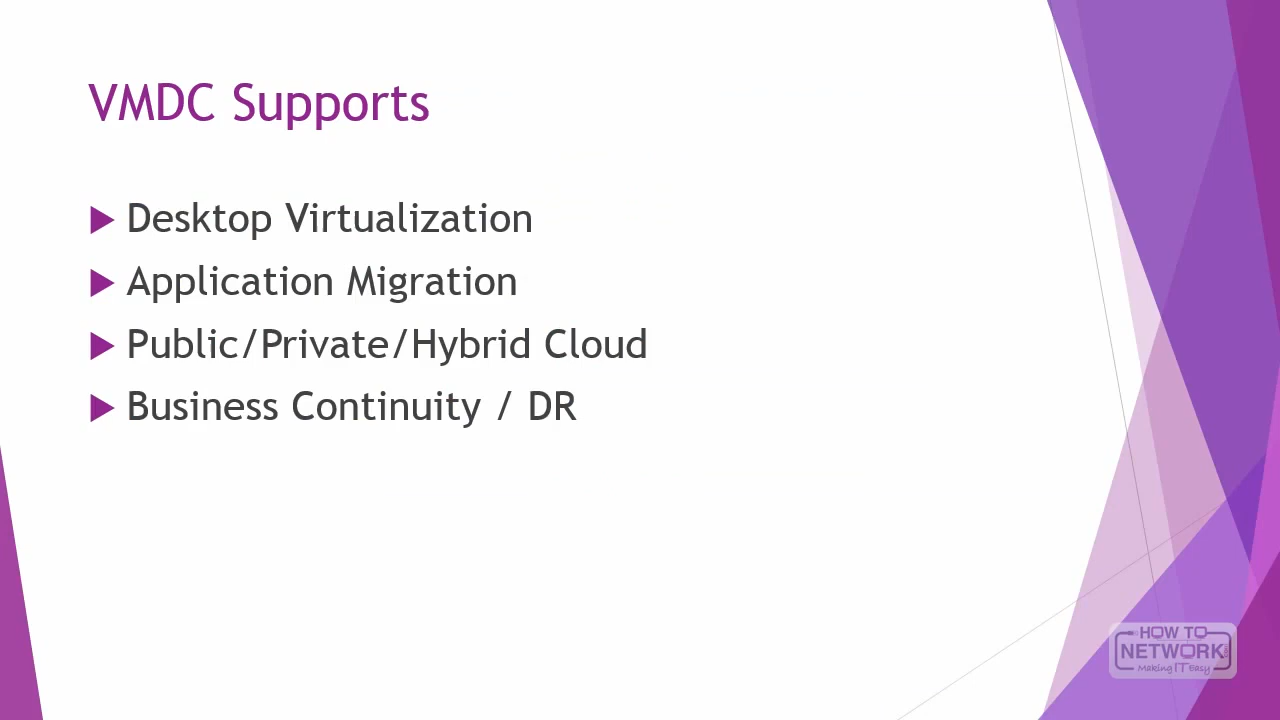 VMDC Supports
Desktop Virtualization
Application Migration
Public/Private/Hybrid Cloud
Business Continuity / DR
HOW TO
NETWORK
Making IT Easy